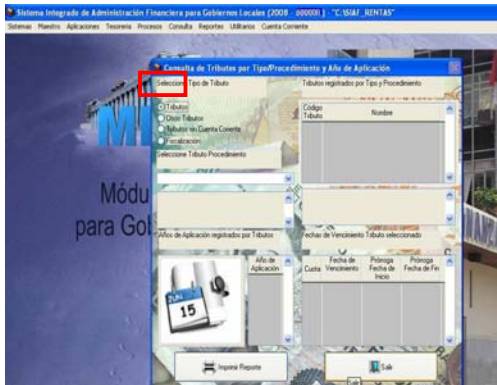 Sistema Integrado de Administración Financiera para Gobiernos Locales (2008 - 600000 ) - "C:\SIAF_RENTAS"
Sistemas Maestro Aplicaciones Tesoreria Procesos Consulta Reportes Utilitarios Cuenta Corriente
Consulta de Tributos por Tipo/Procedimiento y Año de Aplicación
Seleccione Tipo de Tributo
Tributos registrados por Tipo y Procedimiento
Tributos
Otros Tributos
Tributos sin Cuenta Corriente
Fiscalización
Código Tributo
Nombre
Seleccione Tributo Procedimiento
Módu
para Gob
Años de Aplicación registrados por Tributos
Fechas de Vencimiento Tributo seleccionado
Año de Aplicación
Cuota
Fecha de Vencimiento
Prórroga Fecha de Inicio
Prórroga Fecha de Fin
JUN
15
Imprimir Reporte
Salir
Salir